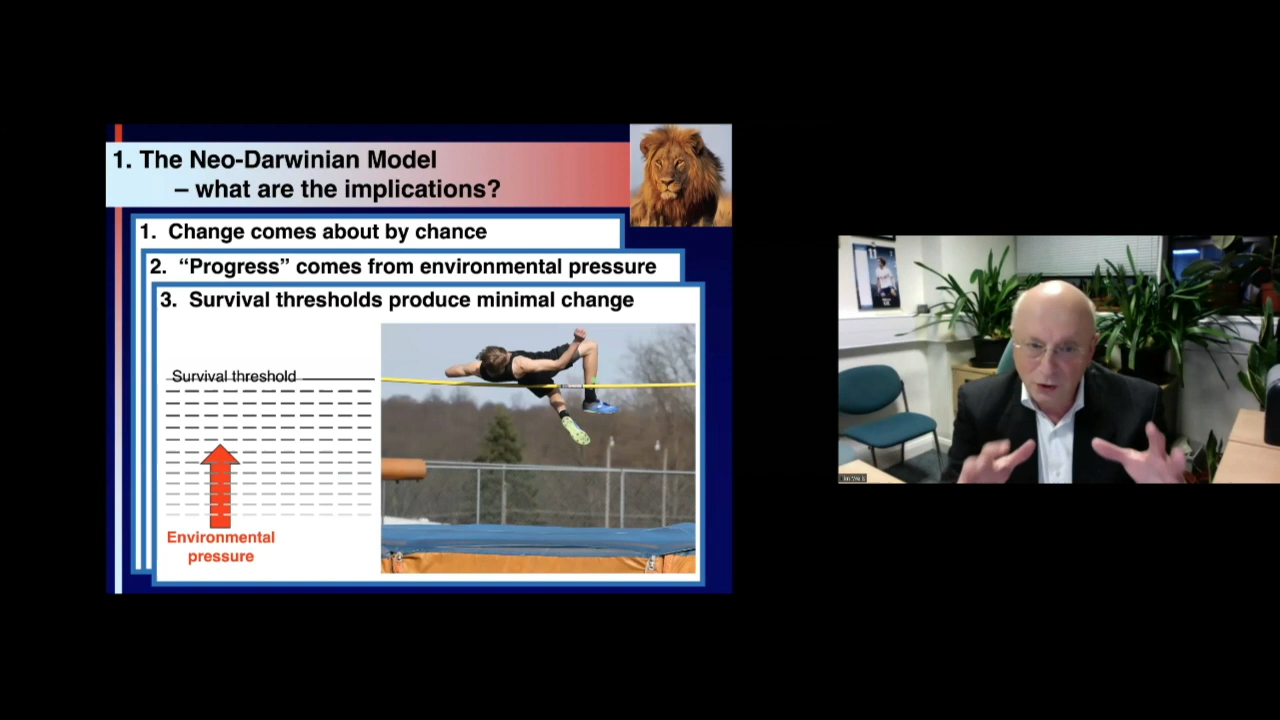 1. The Neo-Darwinian Model
– what are the implications?
1. Change comes about by chance
2. “Progress” comes from environmental pressure
3. Survival thresholds produce minimal change
Survival threshold
Environmental
pressure
11